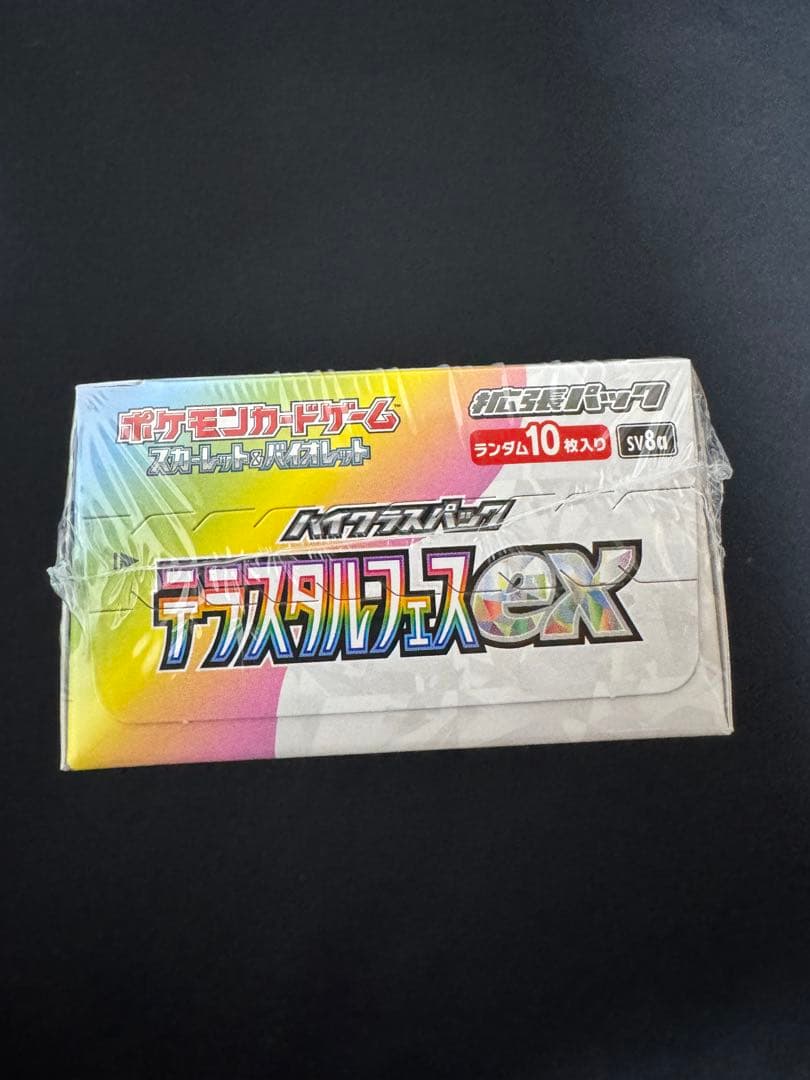 ポケモンカードゲーム™
スカーレット&バイオレット
拡張パック
ランダム10枚入り
SV8a
ハイクラスパック
テラスタルフェスex